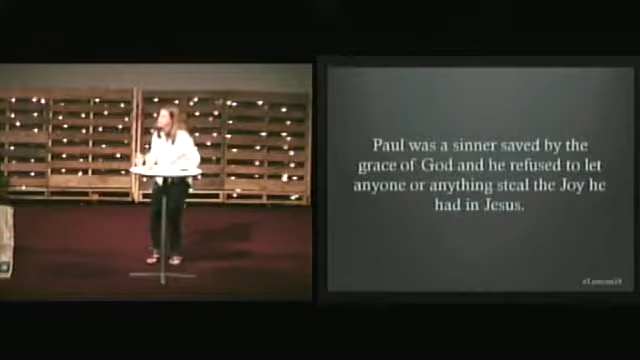 Paul was a sinner saved by the
grace of God and he refused to let
anyone or anything steal the Joy he
had in Jesus.